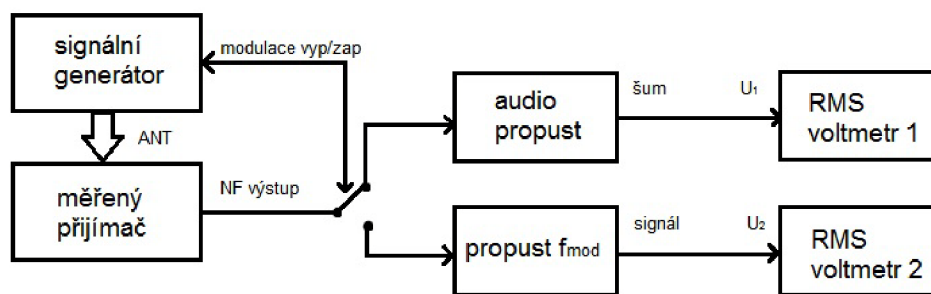 signální
generátor
modulace vyp/zap
ANT
měřený
přijímač
NF výstup
audio
propust
šum
U₁
RMS
voltmetr 1
propust fmod
signál
U₂
RMS
voltmetr 2